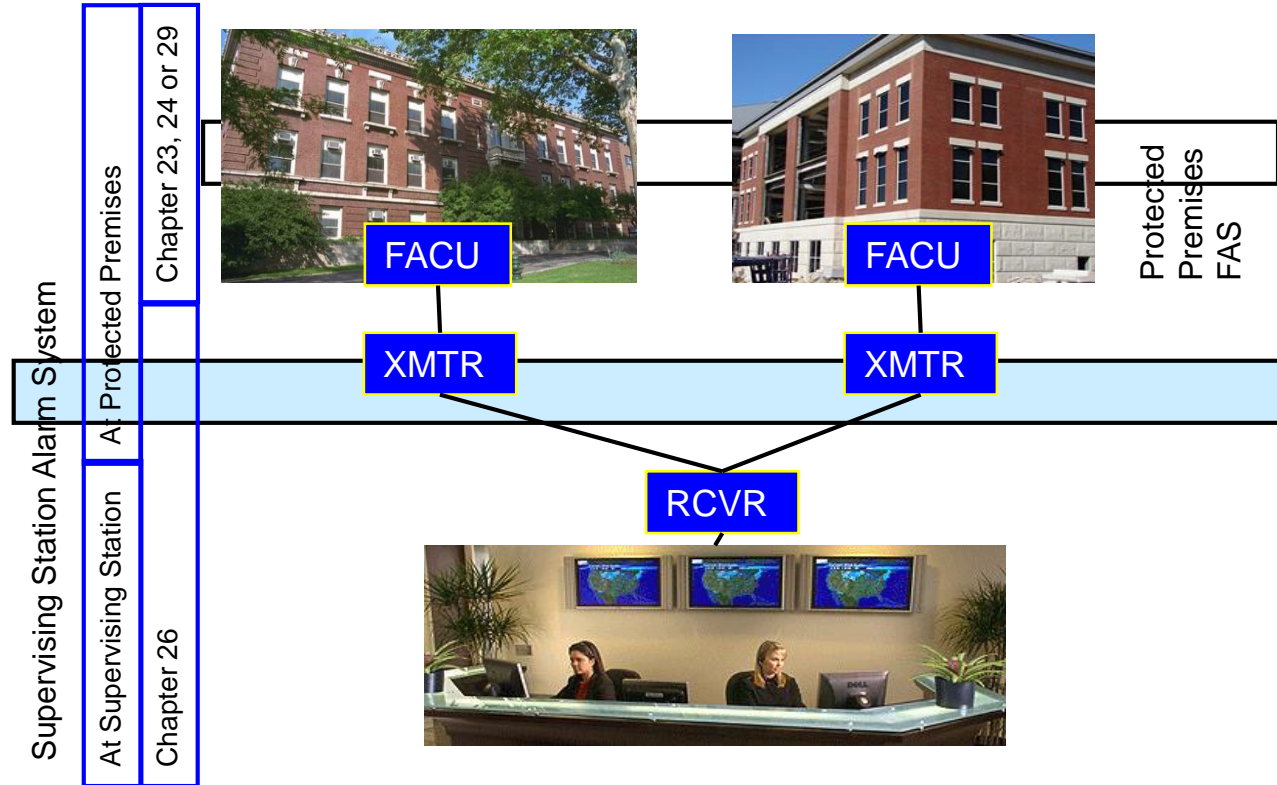 Supervising Station Alarm System
At Protected Premises
At Supervising Station
Chapter 23, 24 or 29
Chapter 26
FACU
FACU
Protected
Premises
FAS
XMTR
XMTR
RCVR
DELL